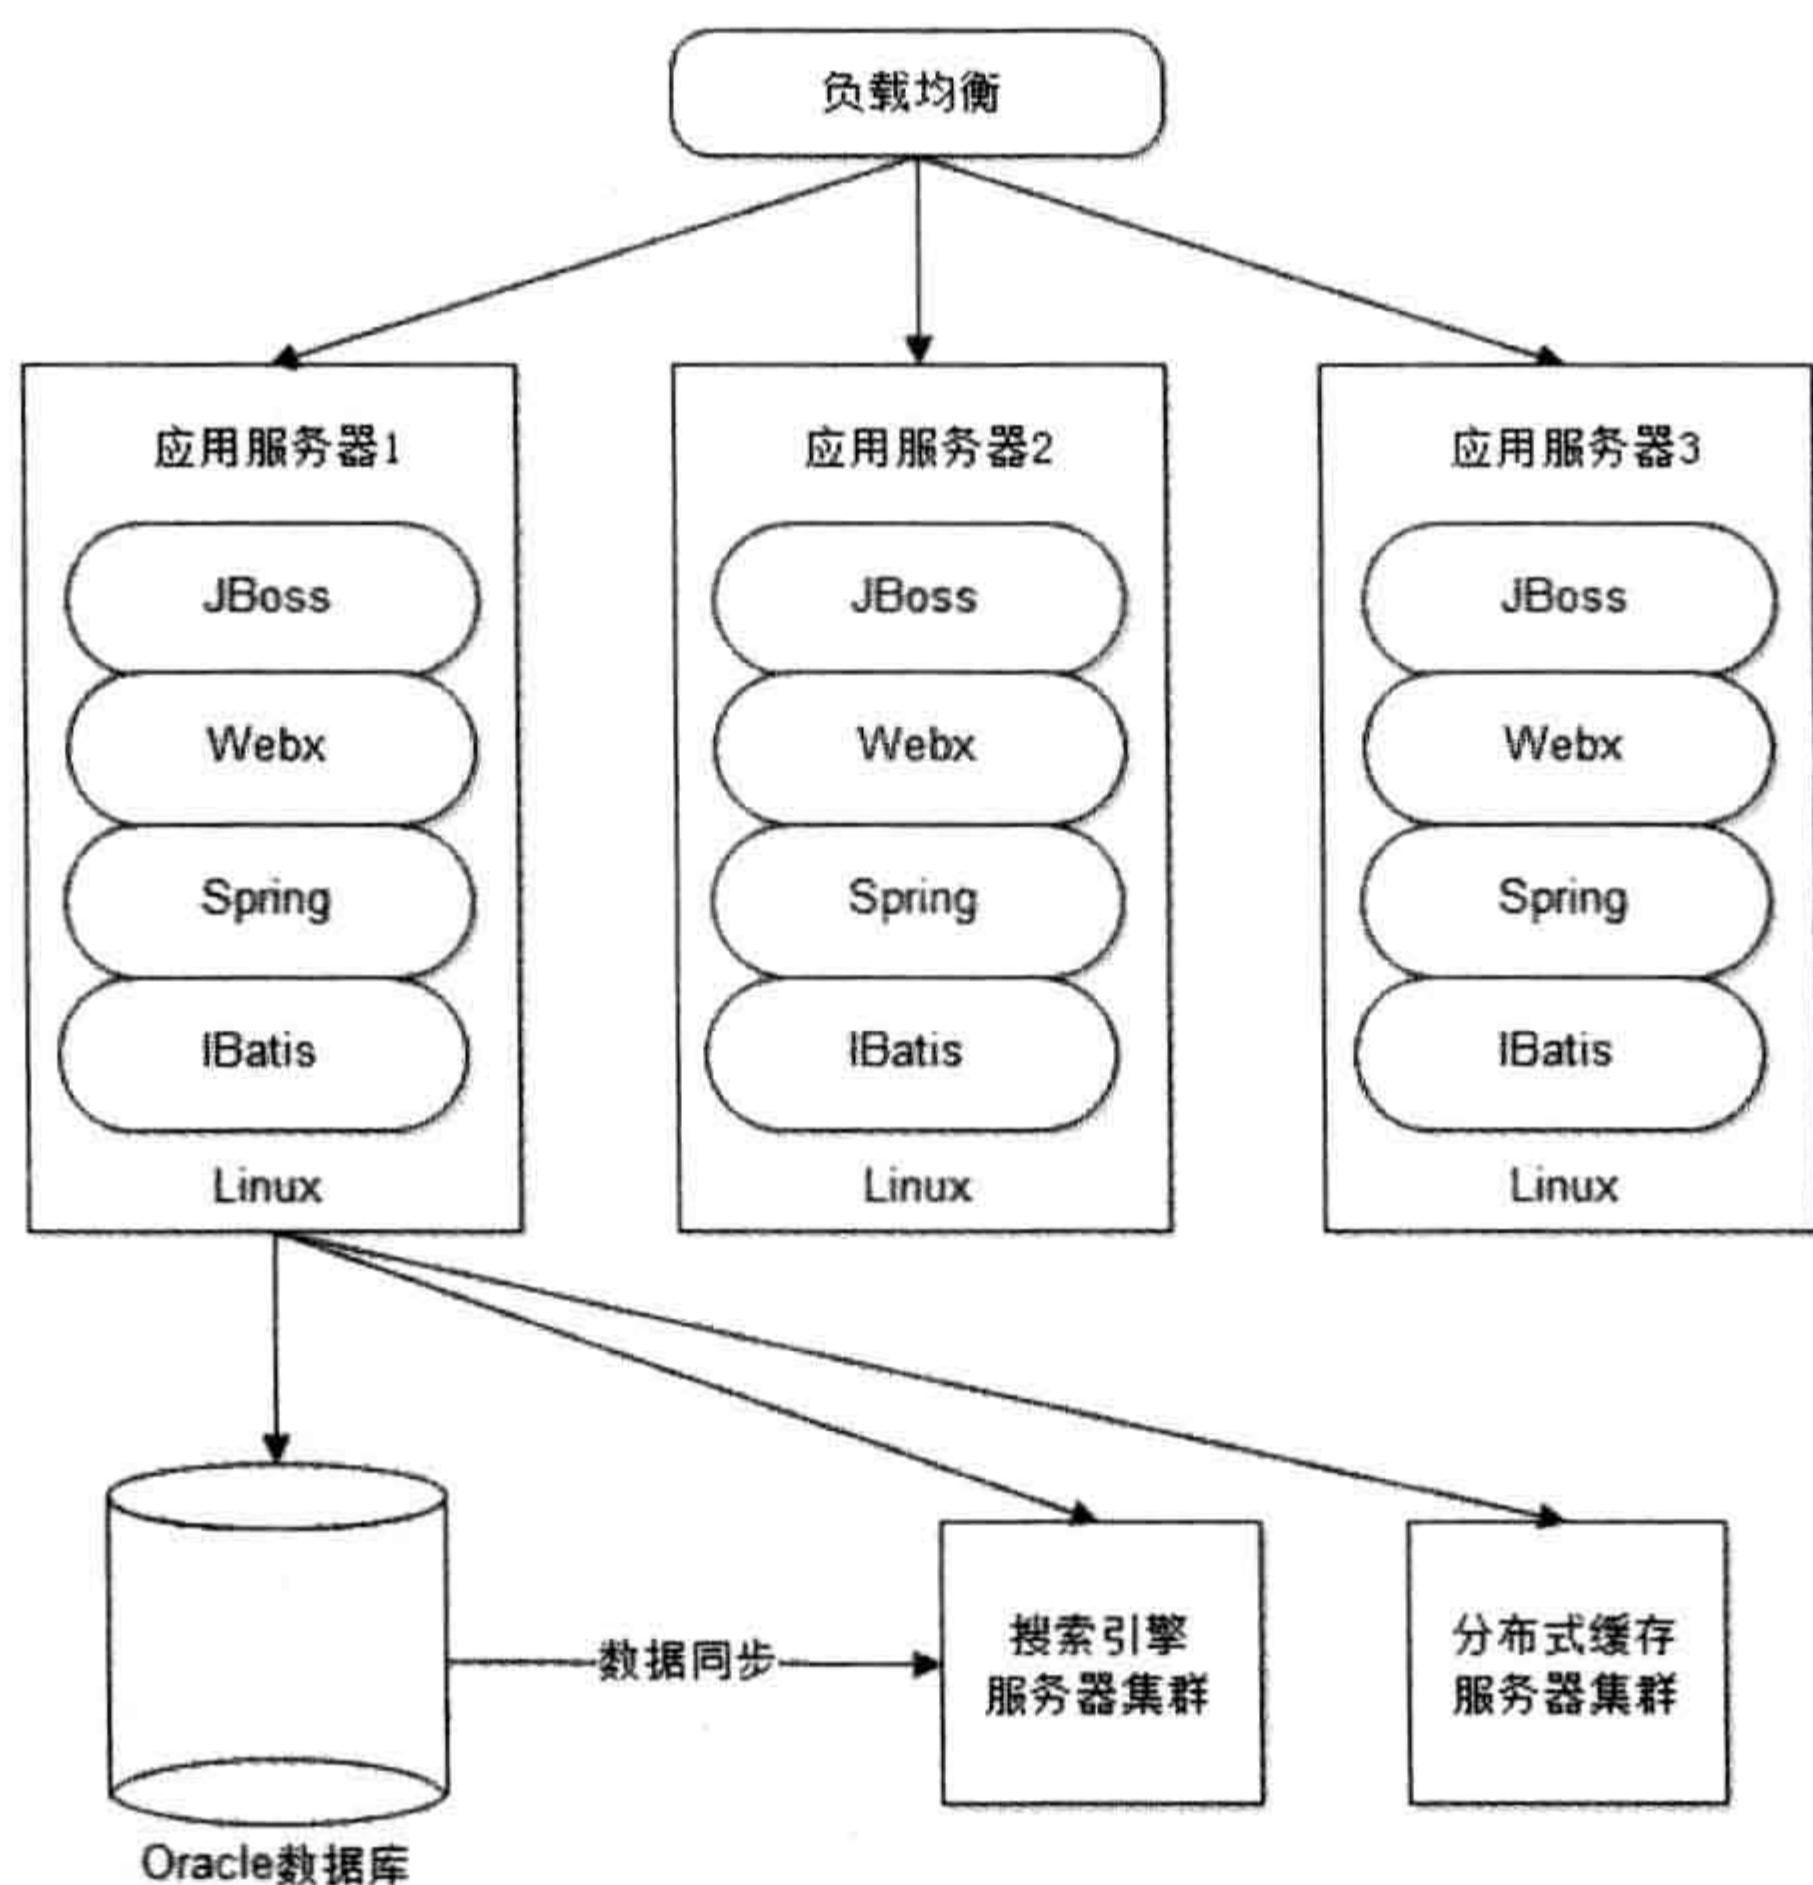 负载均衡
应用服务器1
应用服务器2
应用服务器3
JBoss
JBoss
JBoss
Webx
Webx
Webx
Spring
Spring
Spring
IBatis
IBatis
IBatis
Linux
Linux
Linux
数据同步
搜索引擎
服务器集群
分布式缓存
服务器集群
Oracle数据库